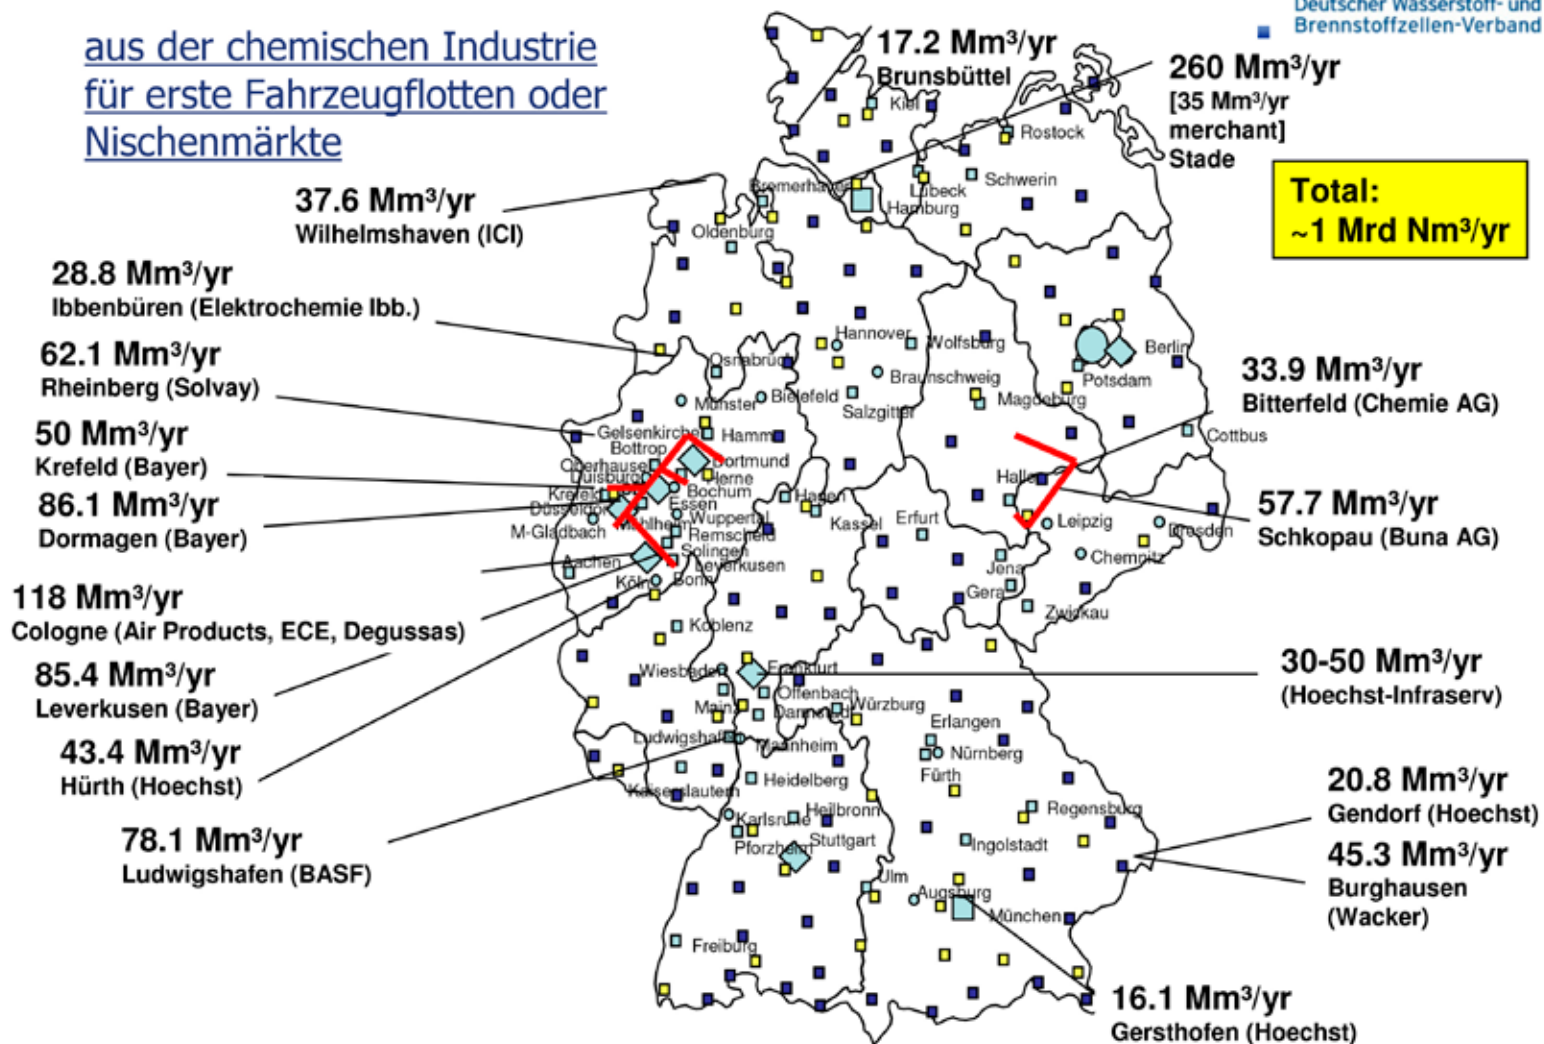 Deutscher Wasserstoff- und
Brennstoffzellen-Verband
aus der chemischen Industrie
für erste Fahrzeugflotten oder
Nischenmärkte
17.2 Mm³/yr
Brunsbüttel
260 Mm³/yr
[35 Mm³/yr
merchant]
Stade
Total:
~1 Mrd Nm³/yr
37.6 Mm³/yr
Wilhelmshaven (ICI)
28.8 Mm³/yr
Ibbenbüren (Elektrochemie Ibb.)
62.1 Mm³/yr
Rheinberg (Solvay)
50 Mm³/yr
Krefeld (Bayer)
86.1 Mm³/yr
Dormagen (Bayer)
118 Mm³/yr
Cologne (Air Products, ECE, Degussas)
85.4 Mm³/yr
Leverkusen (Bayer)
43.4 Mm³/yr
Hürth (Hoechst)
78.1 Mm³/yr
Ludwigshafen (BASF)
33.9 Mm³/yr
Bitterfeld (Chemie AG)
57.7 Mm³/yr
Schkopau (Buna AG)
30-50 Mm³/yr
(Hoechst-Infraserv)
20.8 Mm³/yr
Gendorf (Hoechst)
45.3 Mm³/yr
Burghausen
(Wacker)
16.1 Mm³/yr
Gersthofen (Hoechst)
Kiel
Rostock
Lübeck
Schwerin
Hamburg
Bremerhaven
Oldenburg
Hannover
Wolfsburg
Berlin
Potsdam
Osnabrück
Braunschweig
Magdeburg
Münster
Bielefeld
Salzgitter
Cottbus
Gelsenkirche
Hamm
Bottrop
Oberhausen
Dortmund
Duisburg
Herne
Krefeld
Bochum
Essen
Düsseldorf
Mühlheim
Wuppertal
M-Gladbach
Remscheid
Solingen
Leverkusen
Aachen
Köln
Bonn
Hagen
Kassel
Halle
Erfurt
Leipzig
Dresden
Chemnitz
Jena
Gera
Zwickau
Koblenz
Wiesbaden
Frankfurt
Offenbach
Mainz
Darmstadt
Würzburg
Erlangen
Ludwigshafen
Mannheim
Nürnberg
Fürth
Heidelberg
Kaiserslautern
Heilbronn
Regensburg
Karlsruhe
Stuttgart
Pforzheim
Ingolstadt
Ulm
Augsburg
München
Freiburg